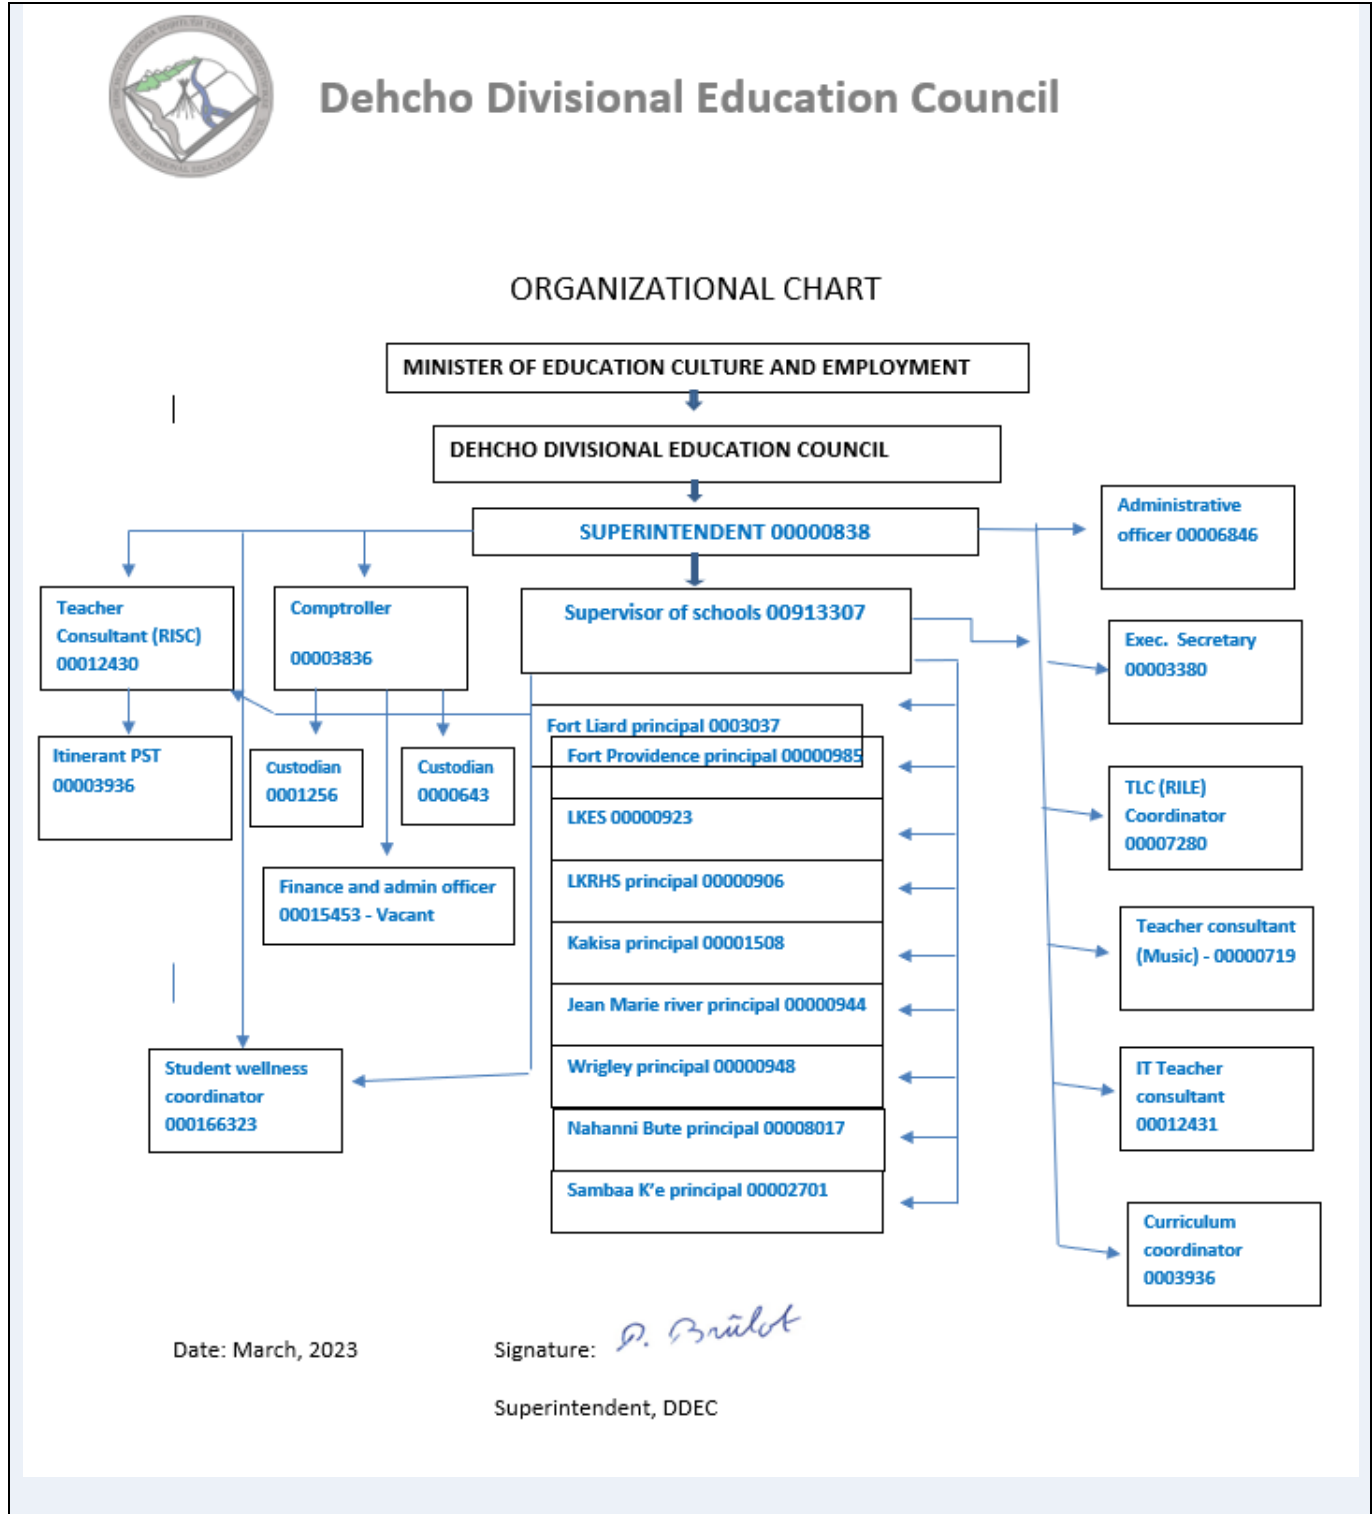 Dehcho Divisional Education Council
DEHCHO DIVISIONAL EDUCATION COUNCIL
ORGANIZATIONAL CHART
MINISTER OF EDUCATION CULTURE AND EMPLOYMENT
DEHCHO DIVISIONAL EDUCATION COUNCIL
SUPERINTENDENT 00000838
Administrative
officer 00006846
Teacher
Consultant (RISC)
00012430
Comptroller
00003836
Supervisor of schools 00913307
Exec. Secretary
00003380
Itinerant PST
00003936
Custodian
0001256
Custodian
0000643
Fort Liard principal 0003037
Fort Providence principal 00000985
LKES 00000923
LKRHS principal 00000906
Kakisa principal 00001508
Jean Marie river principal 00000944
Wrigley principal 00000948
Nahanni Bute principal 00008017
Sambaa K'e principal 00002701
TLC (RILE)
Coordinator
00007280
Finance and admin officer
00015453 - Vacant
Teacher consultant
(Music) - 00000719
Student wellness
coordinator
000166323
IT Teacher
consultant
00012431
Curriculum
coordinator
0003936
Date: March, 2023
Signature: P. Brûlot
Superintendent, DDEC